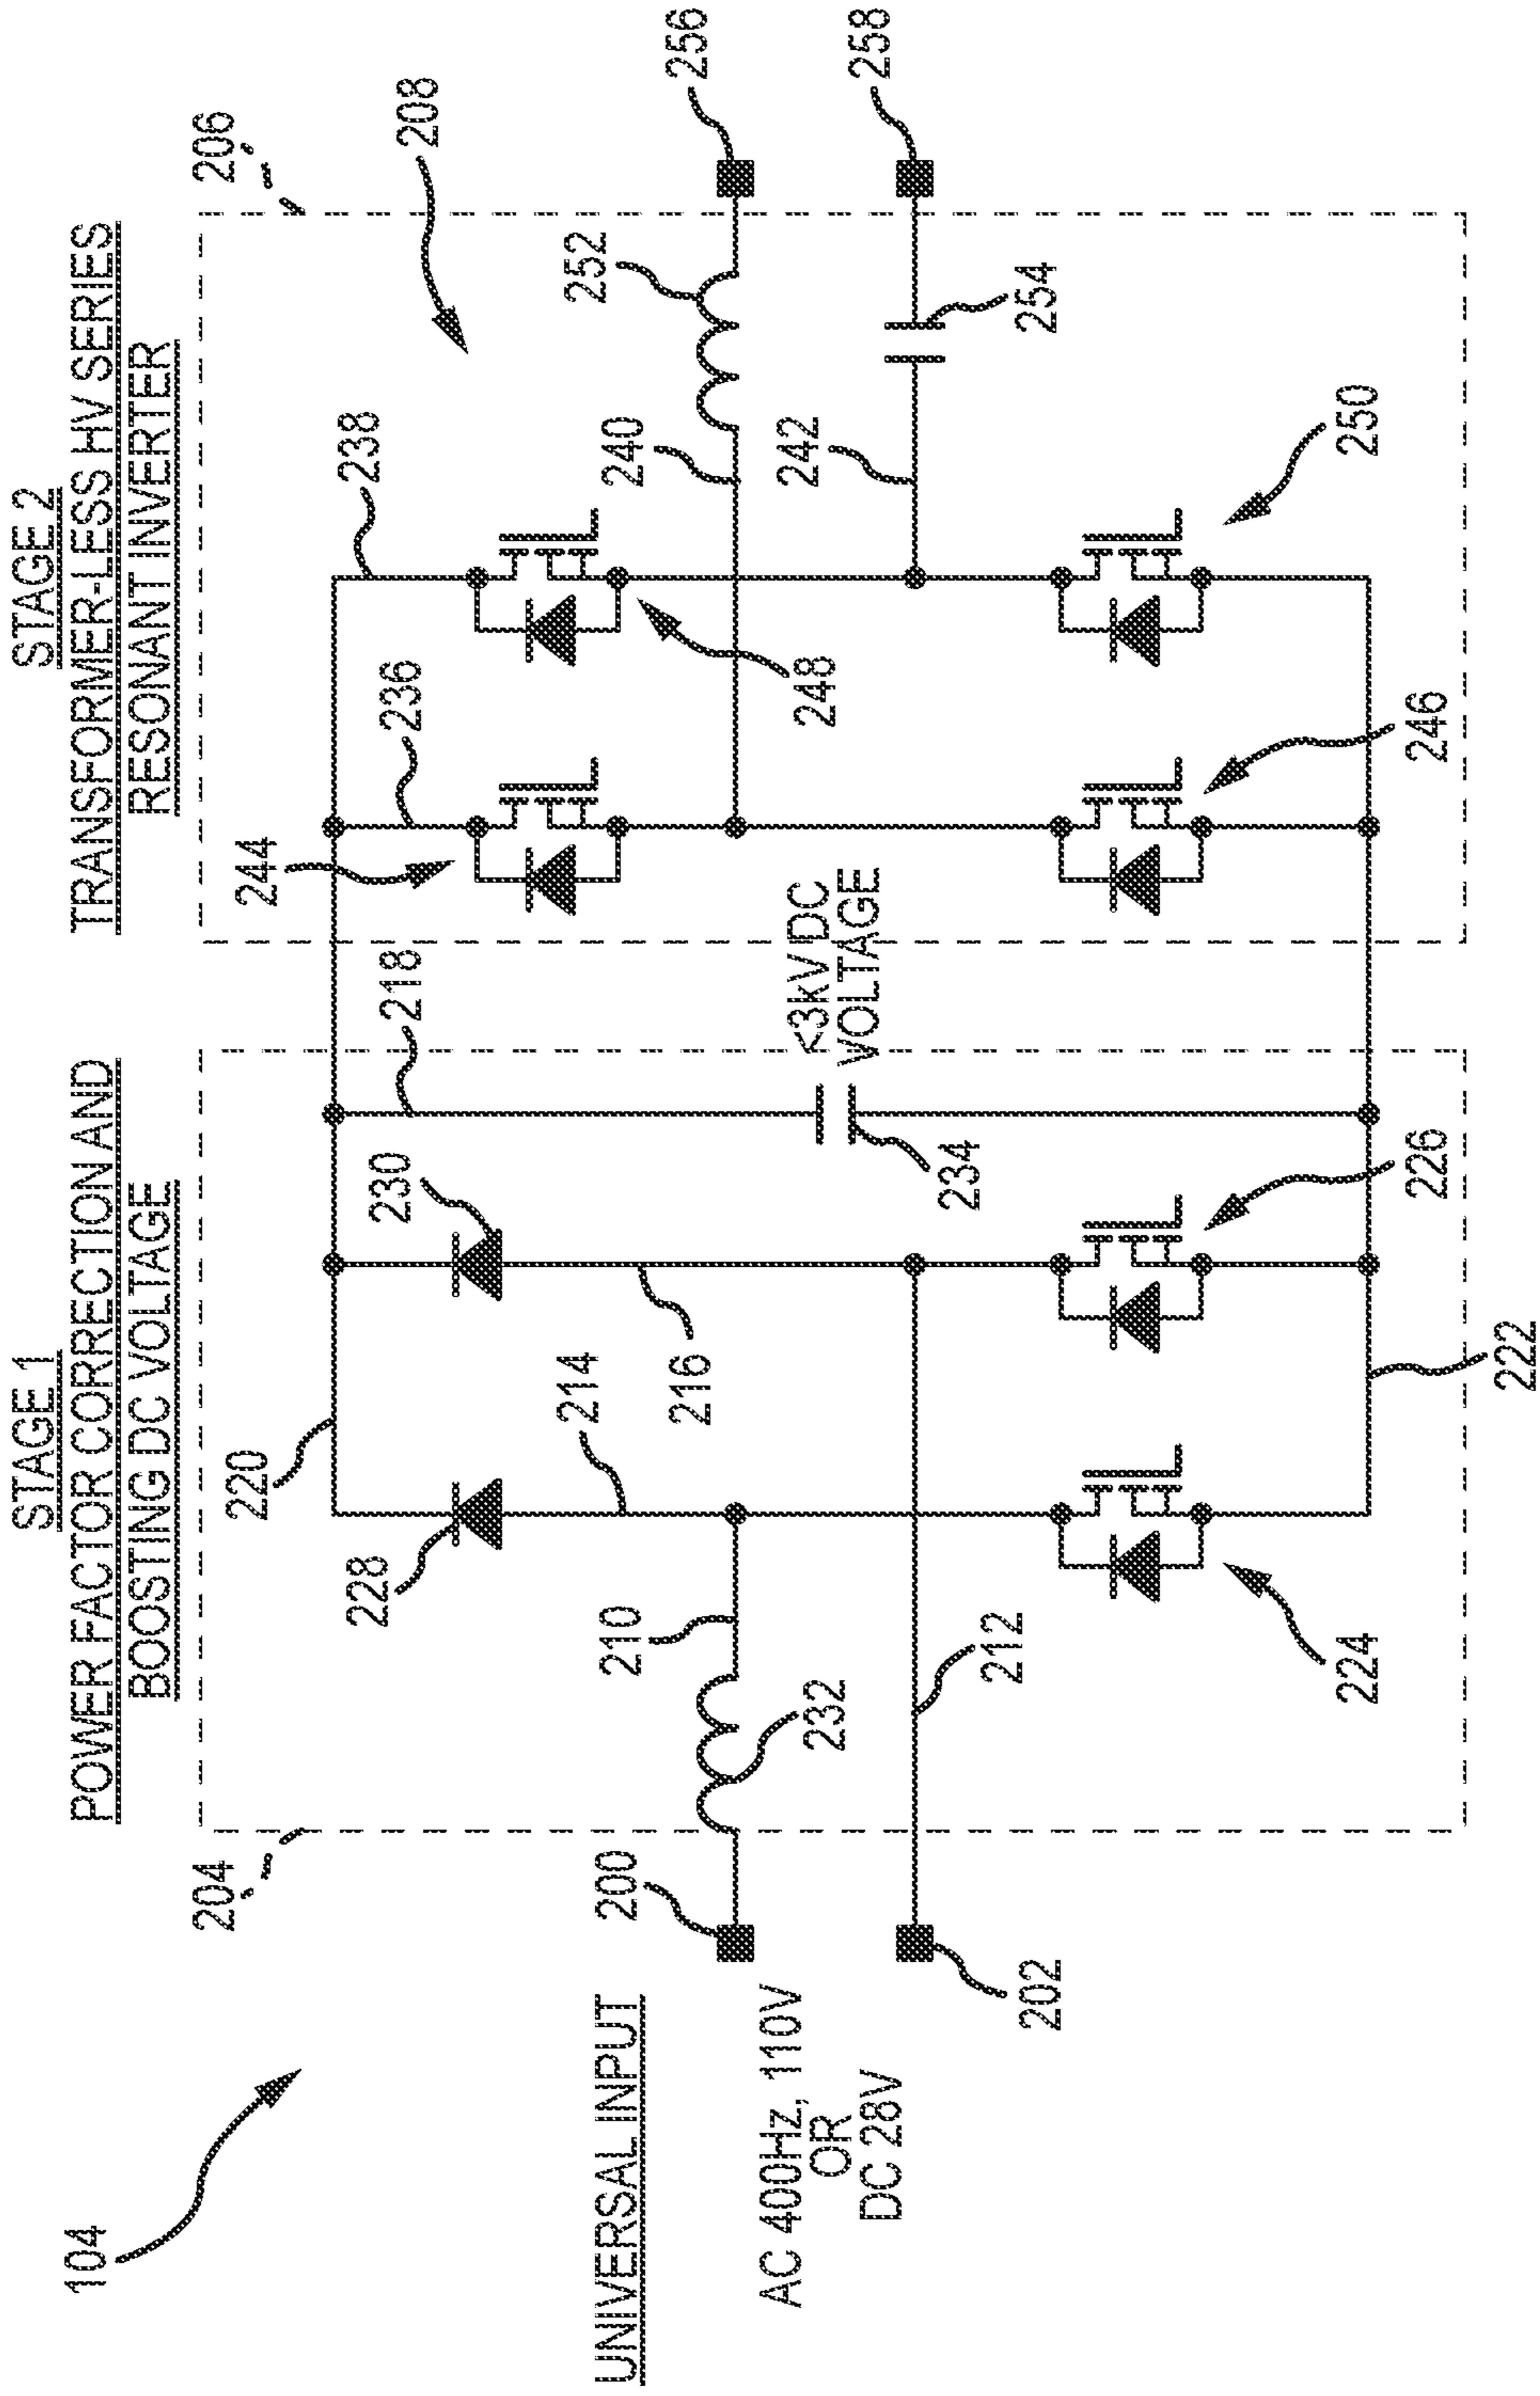 104
STAGE 1
POWER FACTOR CORRECTION AND
BOOSTING DC VOLTAGE
STAGE 2
TRANSFORMER-LESS HV SERIES
RESONANT INVERTER
204
206
208
220
218
244
236
238
228
230
214
216
210
232
212
224
226
222
234
<3kV DC
VOLTAGE
240
242
248
246
250
252
254
256
258
UNIVERSAL INPUT
200
AC 400Hz, 110V
OR
DC 28V
202